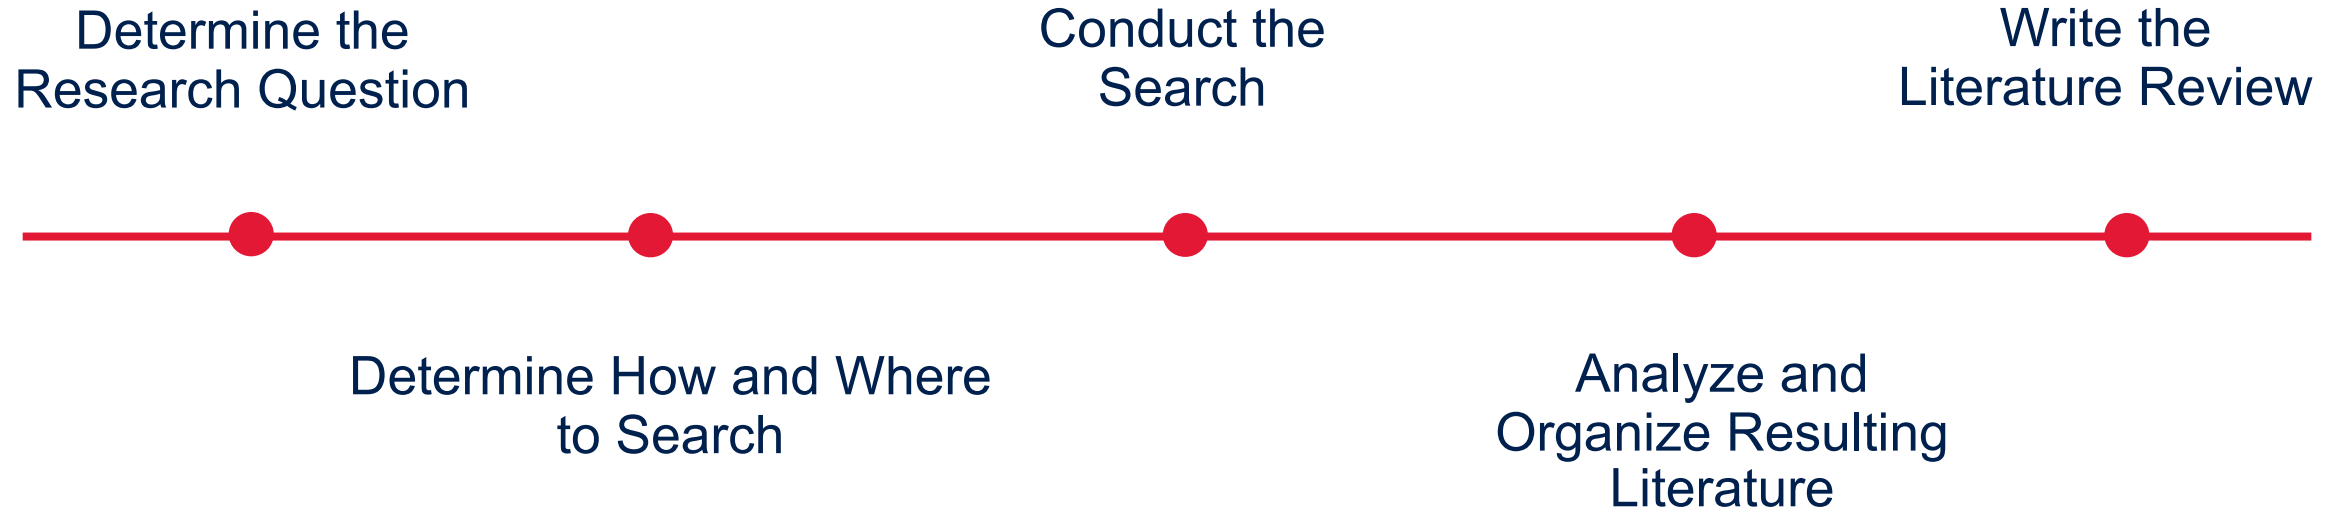 Determine the
Research Question
Determine How and Where
to Search
Conduct the
Search
Analyze and
Organize Resulting
Literature
Write the
Literature Review